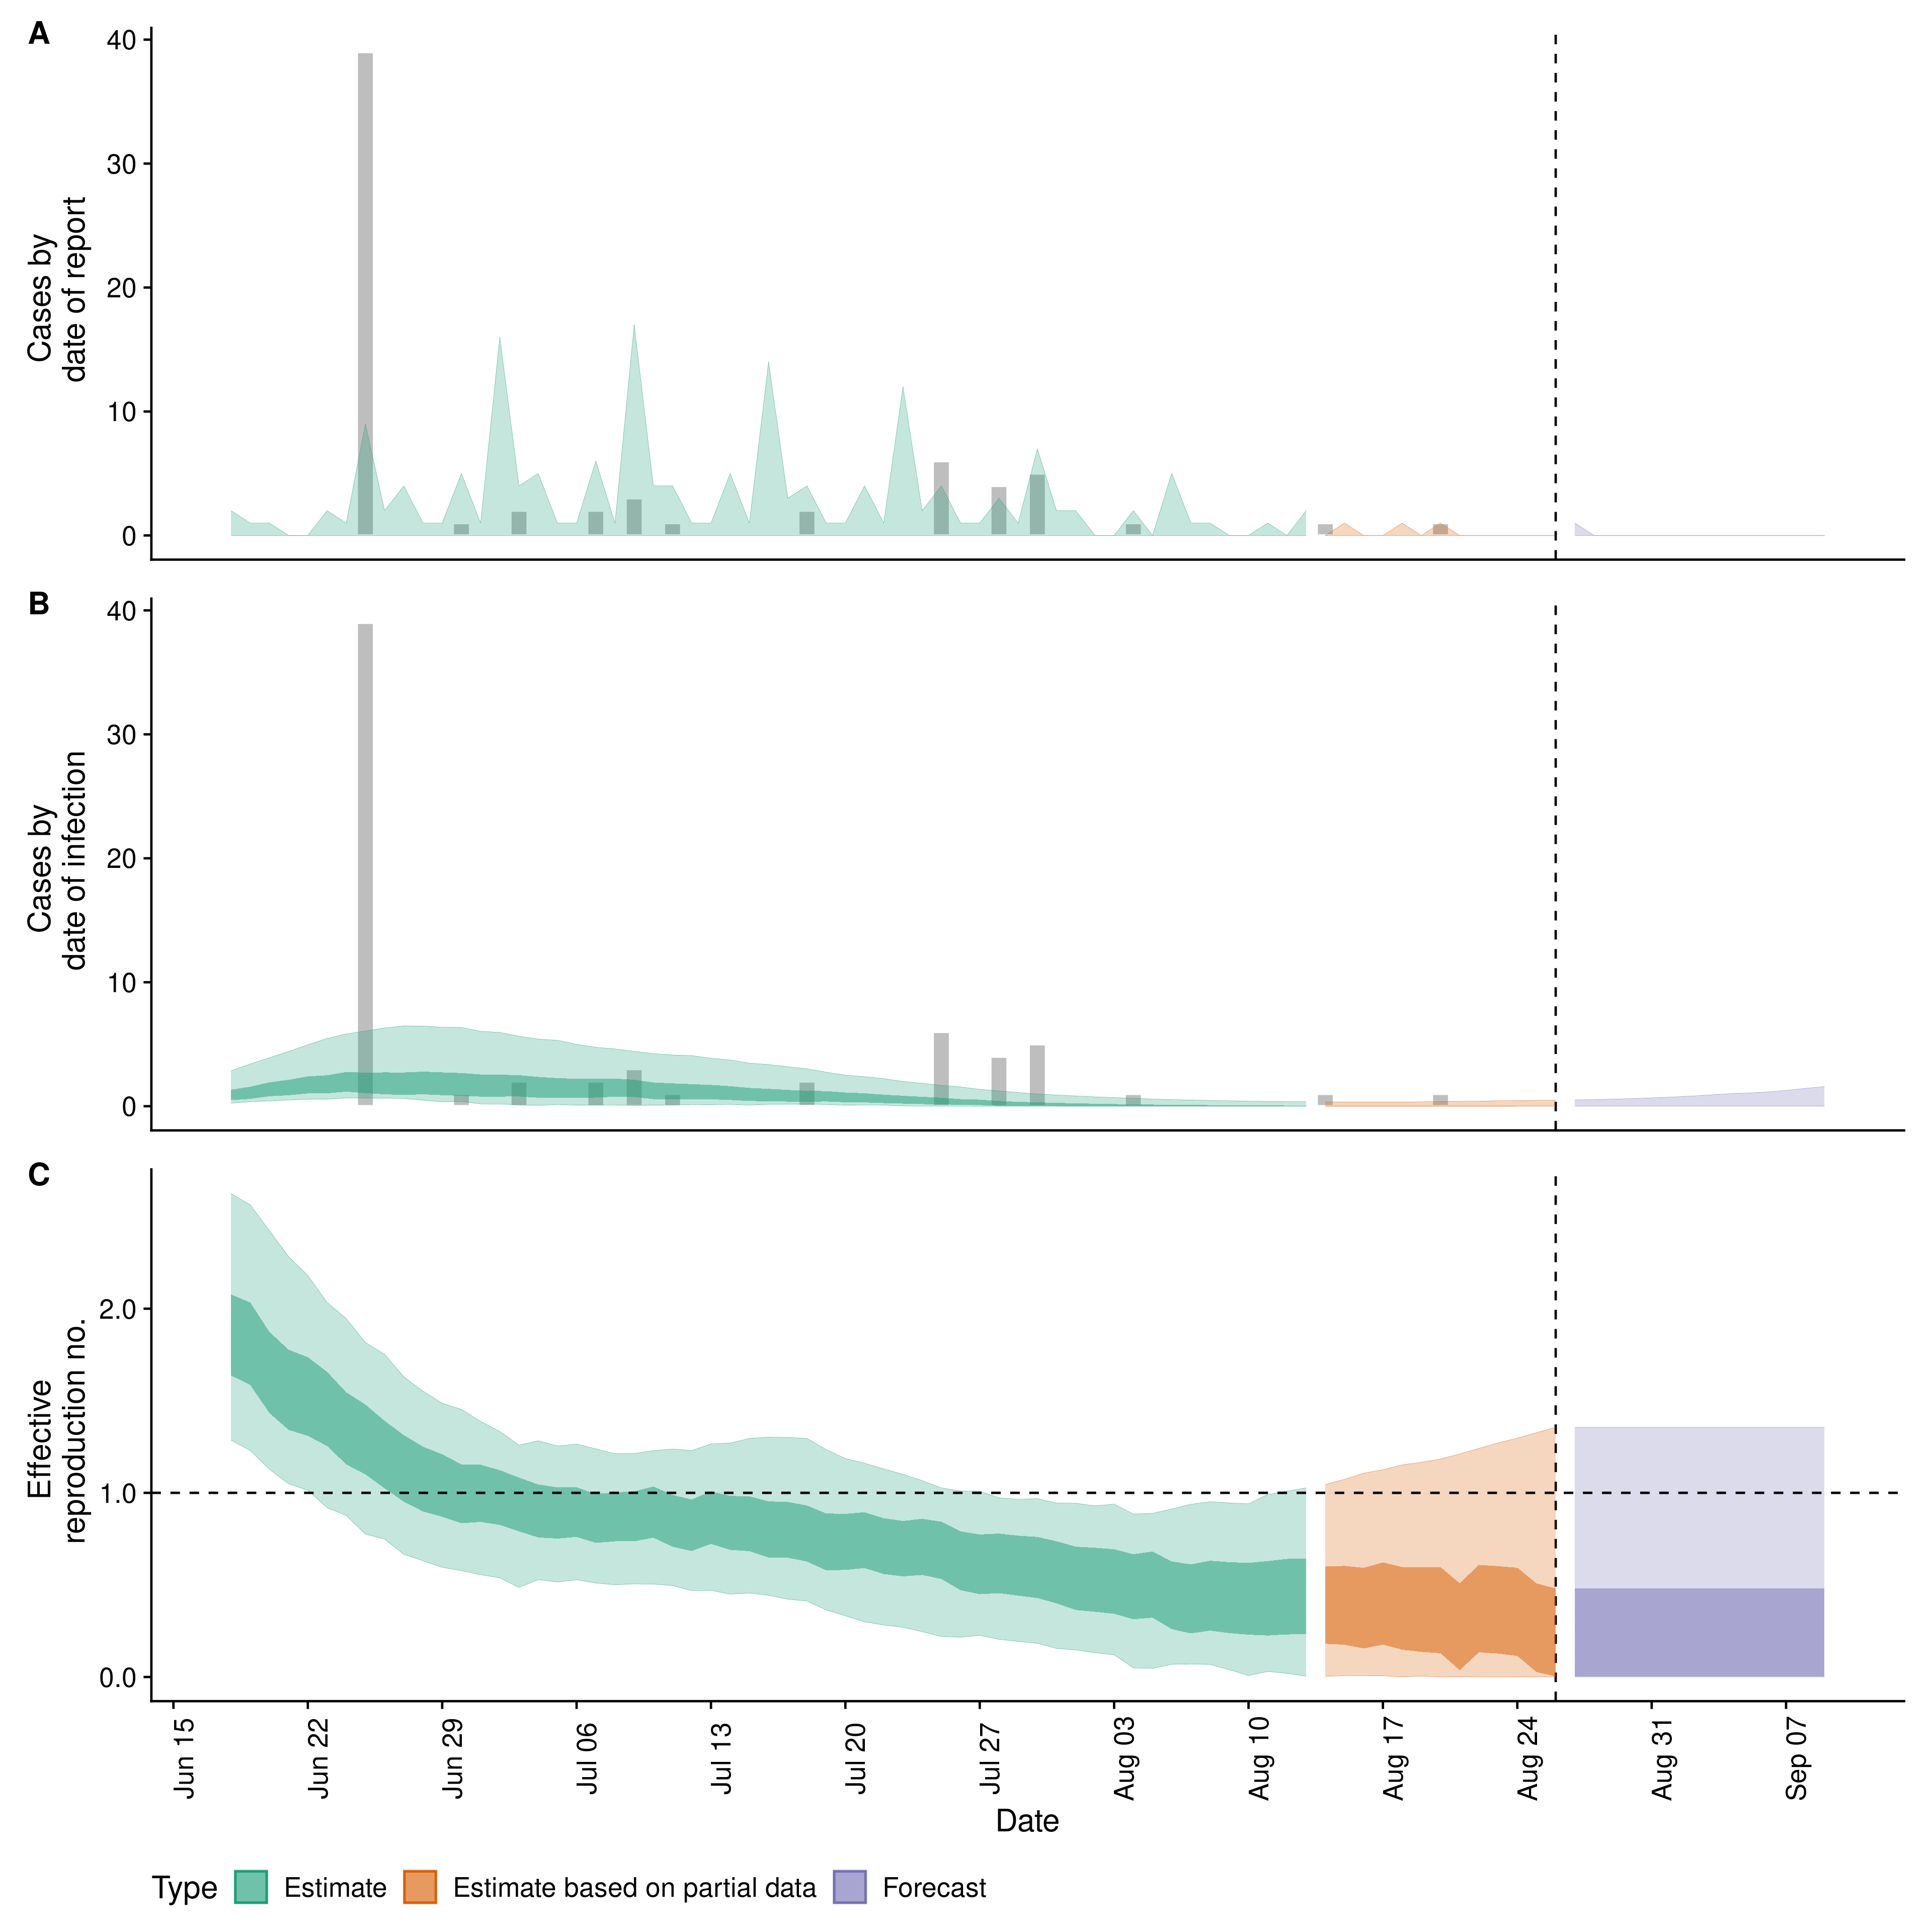 A
40
30
20
10
0
Cases by
date of report
B
40
30
20
10
0
Cases by
date of infection
C
2.0
1.0
0.0
Effective
reproduction no.
Jun 15
Jun 22
Jun 29
Jul 06
Jul 13
Jul 20
Jul 27
Aug 03
Aug 10
Aug 17
Aug 24
Aug 31
Sep 07
Date
Type Estimate Estimate based on partial data Forecast